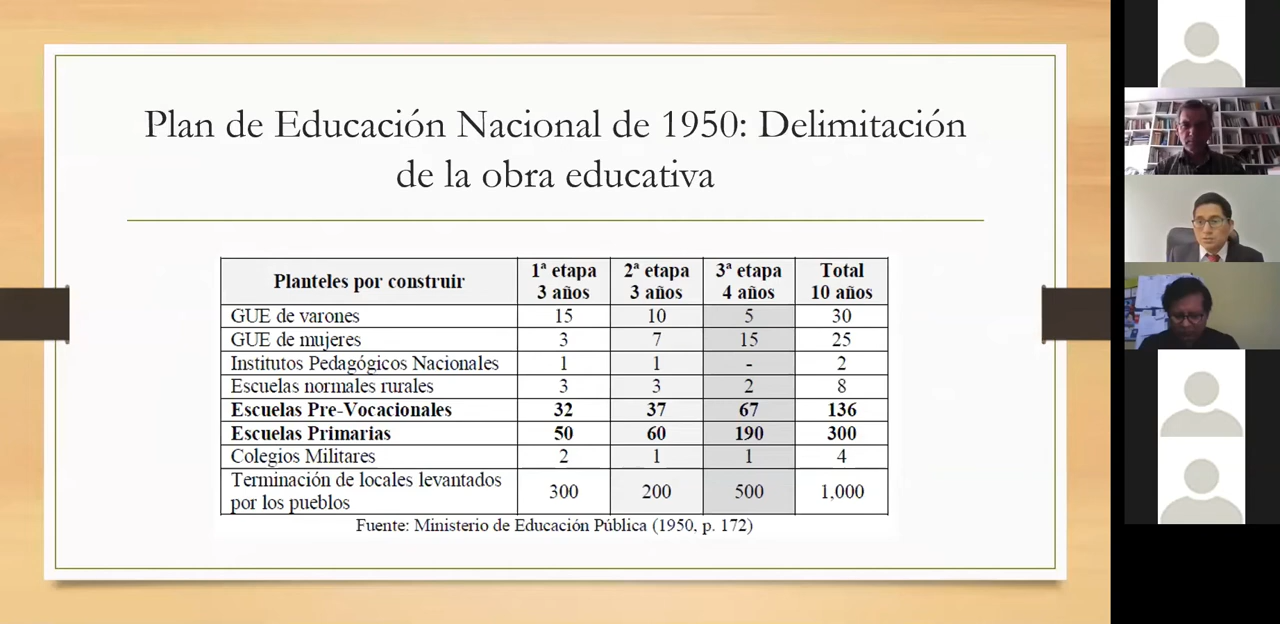 Plan de Educación Nacional de 1950: Delimitación
de la obra educativa
Planteles por construir 1ª etapa 3 años 2ª etapa 3 años 3ª etapa 4 años Total 10 años
GUE de varones 15 10 5 30
GUE de mujeres 3 7 15 25
Institutos Pedagógicos Nacionales 1 1 - 2
Escuelas normales rurales 3 3 2 8
Escuelas Pre-Vocacionales 32 37 67 136
Escuelas Primarias 50 60 190 300
Colegios Militares 2 1 1 4
Terminación de locales levantados
por los pueblos 300 200 500 1,000
Fuente: Ministerio de Educación Pública (1950, p. 172)